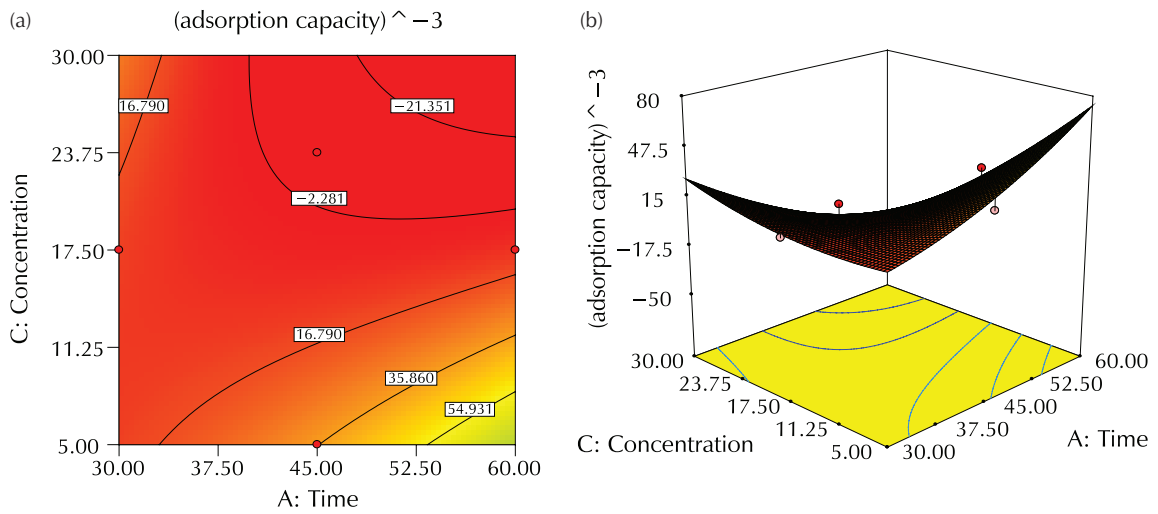 (a)
(adsorption capacity)^−3
C: Concentration
30.00
23.75
17.50
11.25
5.00
16.790
−21.351
−2.281
16.790
35.860
54.931
30.00 37.50 45.00 52.50 60.00
A: Time
(b)
(adsorption capacity)^−3
80
47.5
15
−17.5
−50
30.00
23.75
17.50
11.25
5.00
C: Concentration
60.00
52.50
45.00
37.50
30.00
A: Time